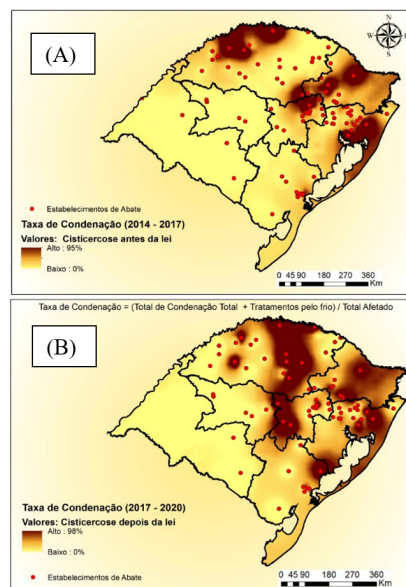 (A)
N
W
S
Estabelecimentos de Abate
Taxa de Condenação (2014 - 2017)
Valores: Cisticercose antes da lei
Alto : 95%
Baixo : 0%
0 45 90 180 270 360
Km
Taxa de Condenação = (Total de Condenação Total + Tratamentos pelo frio) / Total Afetado
(B)
Taxa de Condenação (2017 - 2020)
Valores: Cisticercose depois da lei
Alto : 98%
Baixo : 0%
Estabelecimentos de Abate
0 45 90 180 270 360
Km